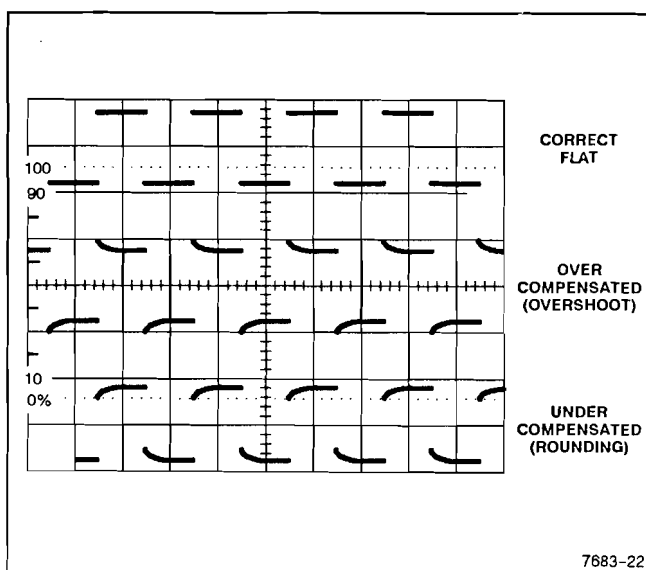 CORRECT
FLAT
100
90
OVER
COMPENSATED
(OVERSHOOT)
10
0%
UNDER
COMPENSATED
(ROUNDING)
7683-22